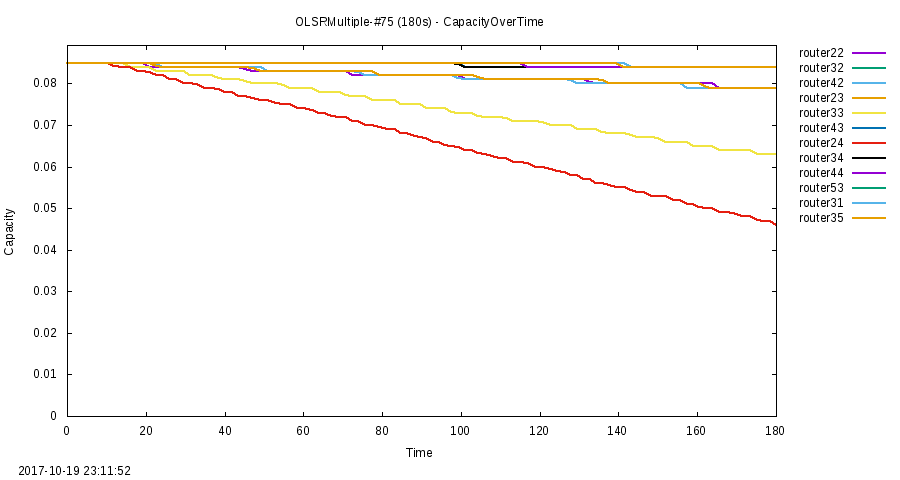 OLSRMultiple-#75 (180s) - CapacityOverTime
router22
router32
router42
router23
router33
router43
router24
router34
router44
router53
router31
router35
0.08
0.07
0.06
0.05
0.04
0.03
0.02
0.01
0
Capacity
0 20 40 60 80 100 120 140 160 180
Time
2017-10-19 23:11:52